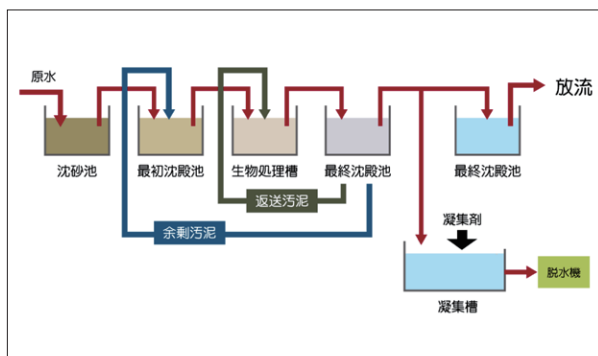 原水
放流
沈砂池
最初沈殿池
生物処理槽
最終沈殿池
最終沈殿池
返送汚泥
余剰汚泥
凝集剤
脱水機
凝集槽